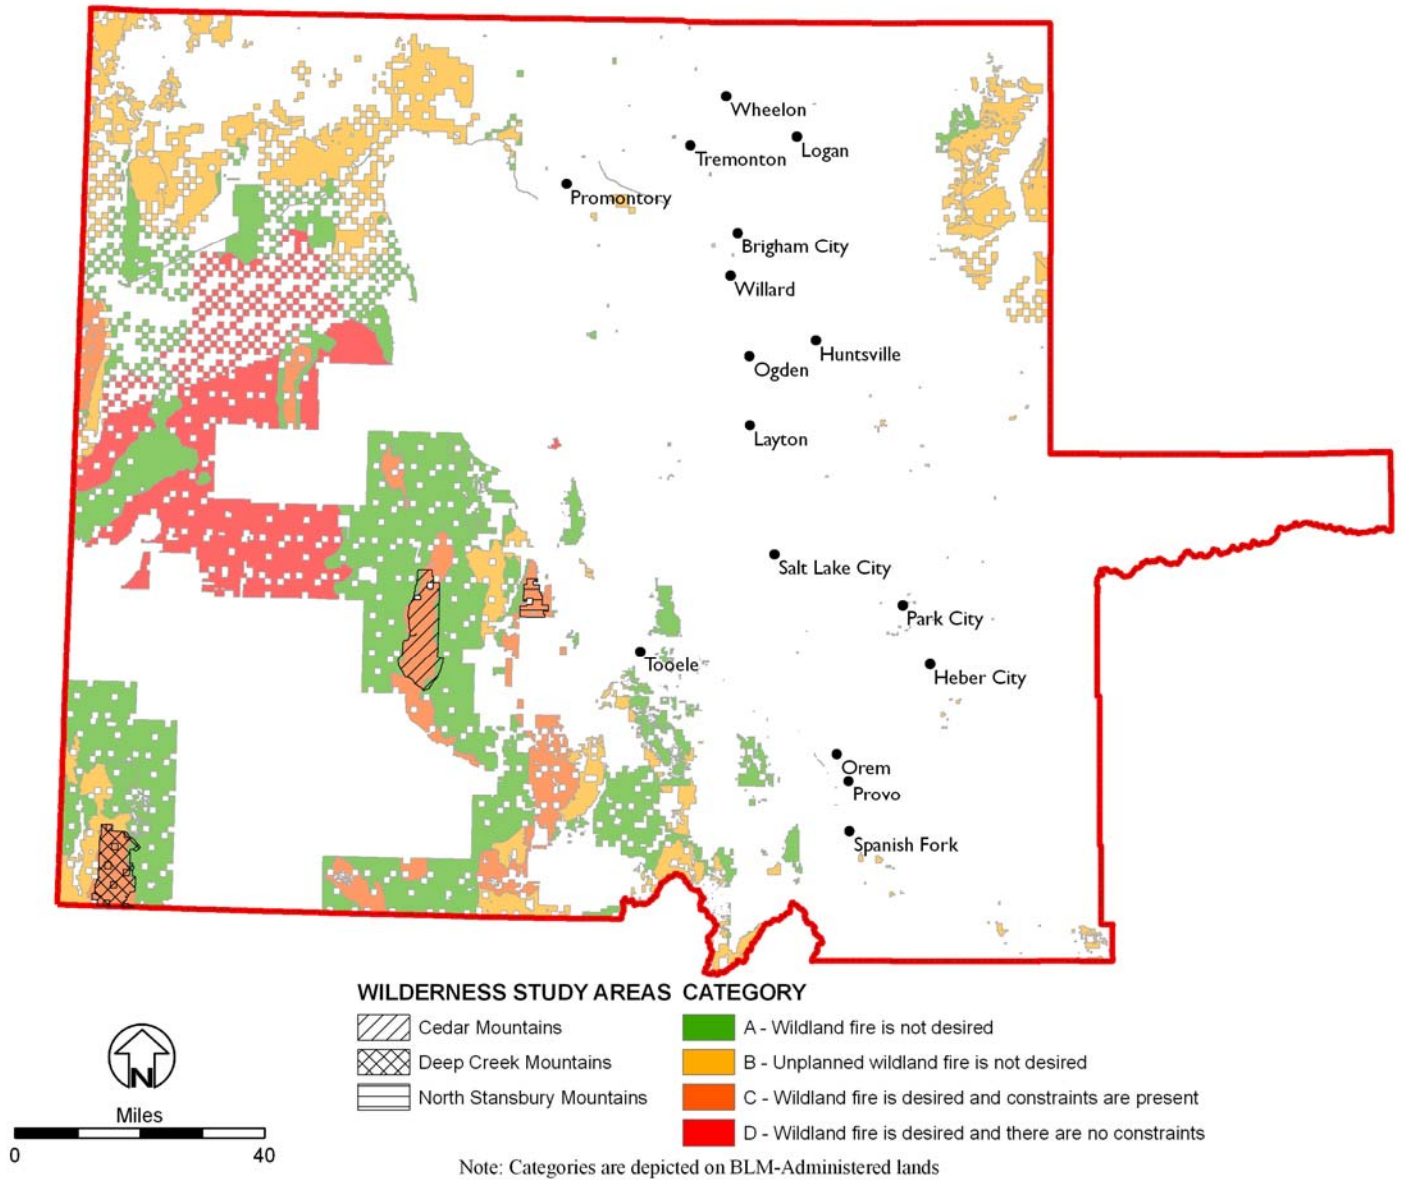 Wheelon
Logan
Tremonton
Promontory
Brigham City
Willard
Huntsville
Ogden
Layton
Salt Lake City
Park City
Tooele
Heber City
Orem
Provo
Spanish Fork
WILDERNESS STUDY AREAS
Cedar Mountains
Deep Creek Mountains
North Stansbury Mountains
CATEGORY
A - Wildland fire is not desired
B - Unplanned wildland fire is not desired
C - Wildland fire is desired and constraints are present
D - Wildland fire is desired and there are no constraints
N
Miles
0 40
Note: Categories are depicted on BLM-Administered lands